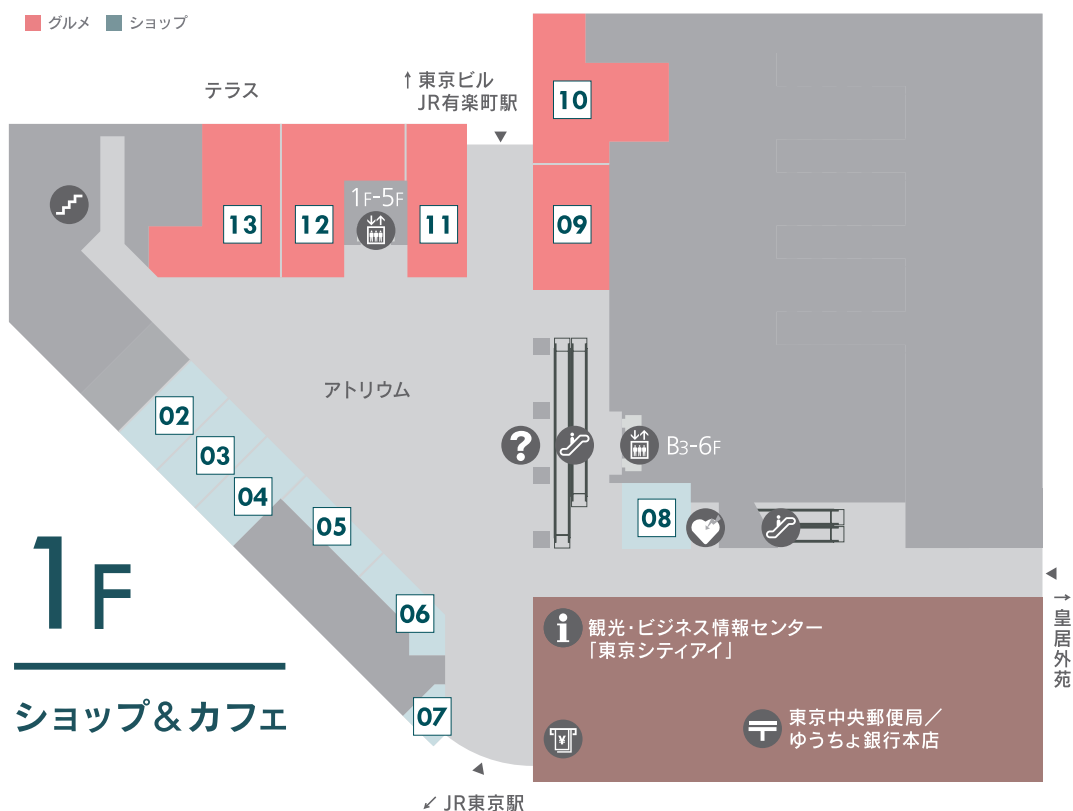 グルメ ショップ
テラス
↑東京ビル
JR有楽町駅
10
1F-5F
13
12
11
09
アトリウム
02
03
04
05
06
07
?
B3-6F
08
1F
ショップ&カフェ
i 観光・ビジネス情報センター
「東京シティアイ」
¥
〒 東京中央郵便局／
ゆうちょ銀行本店
→皇居外苑
↙ JR東京駅